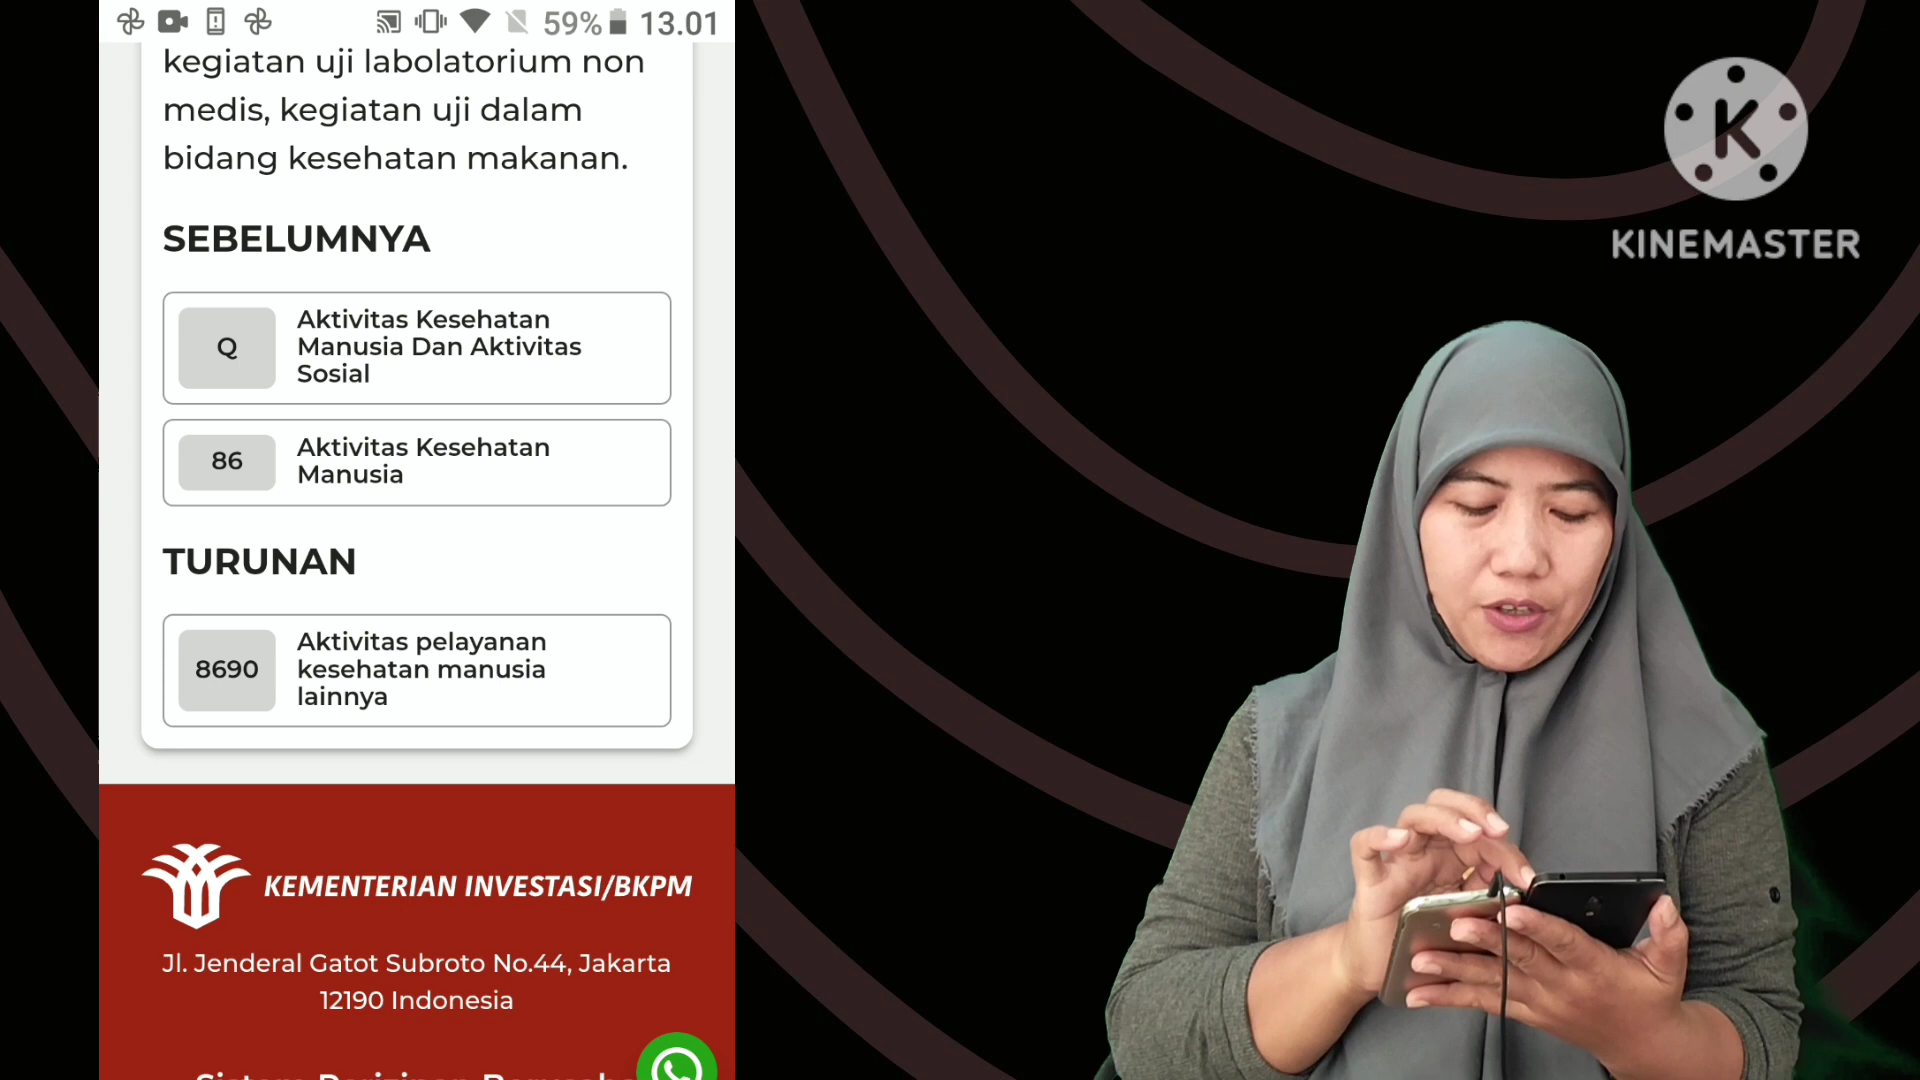 59% 13.01
kegiatan uji labolatorium non
medis, kegiatan uji dalam
bidang kesehatan makanan.
SEBELUMNYA
Q
Aktivitas Kesehatan
Manusia Dan Aktivitas
Sosial
86
Aktivitas Kesehatan
Manusia
TURUNAN
8690
Aktivitas pelayanan
kesehatan manusia
lainnya
KEMENTERIAN INVESTASI/BKPM
Jl. Jenderal Gatot Subroto No.44, Jakarta
12190 Indonesia
K
KINEMASTER